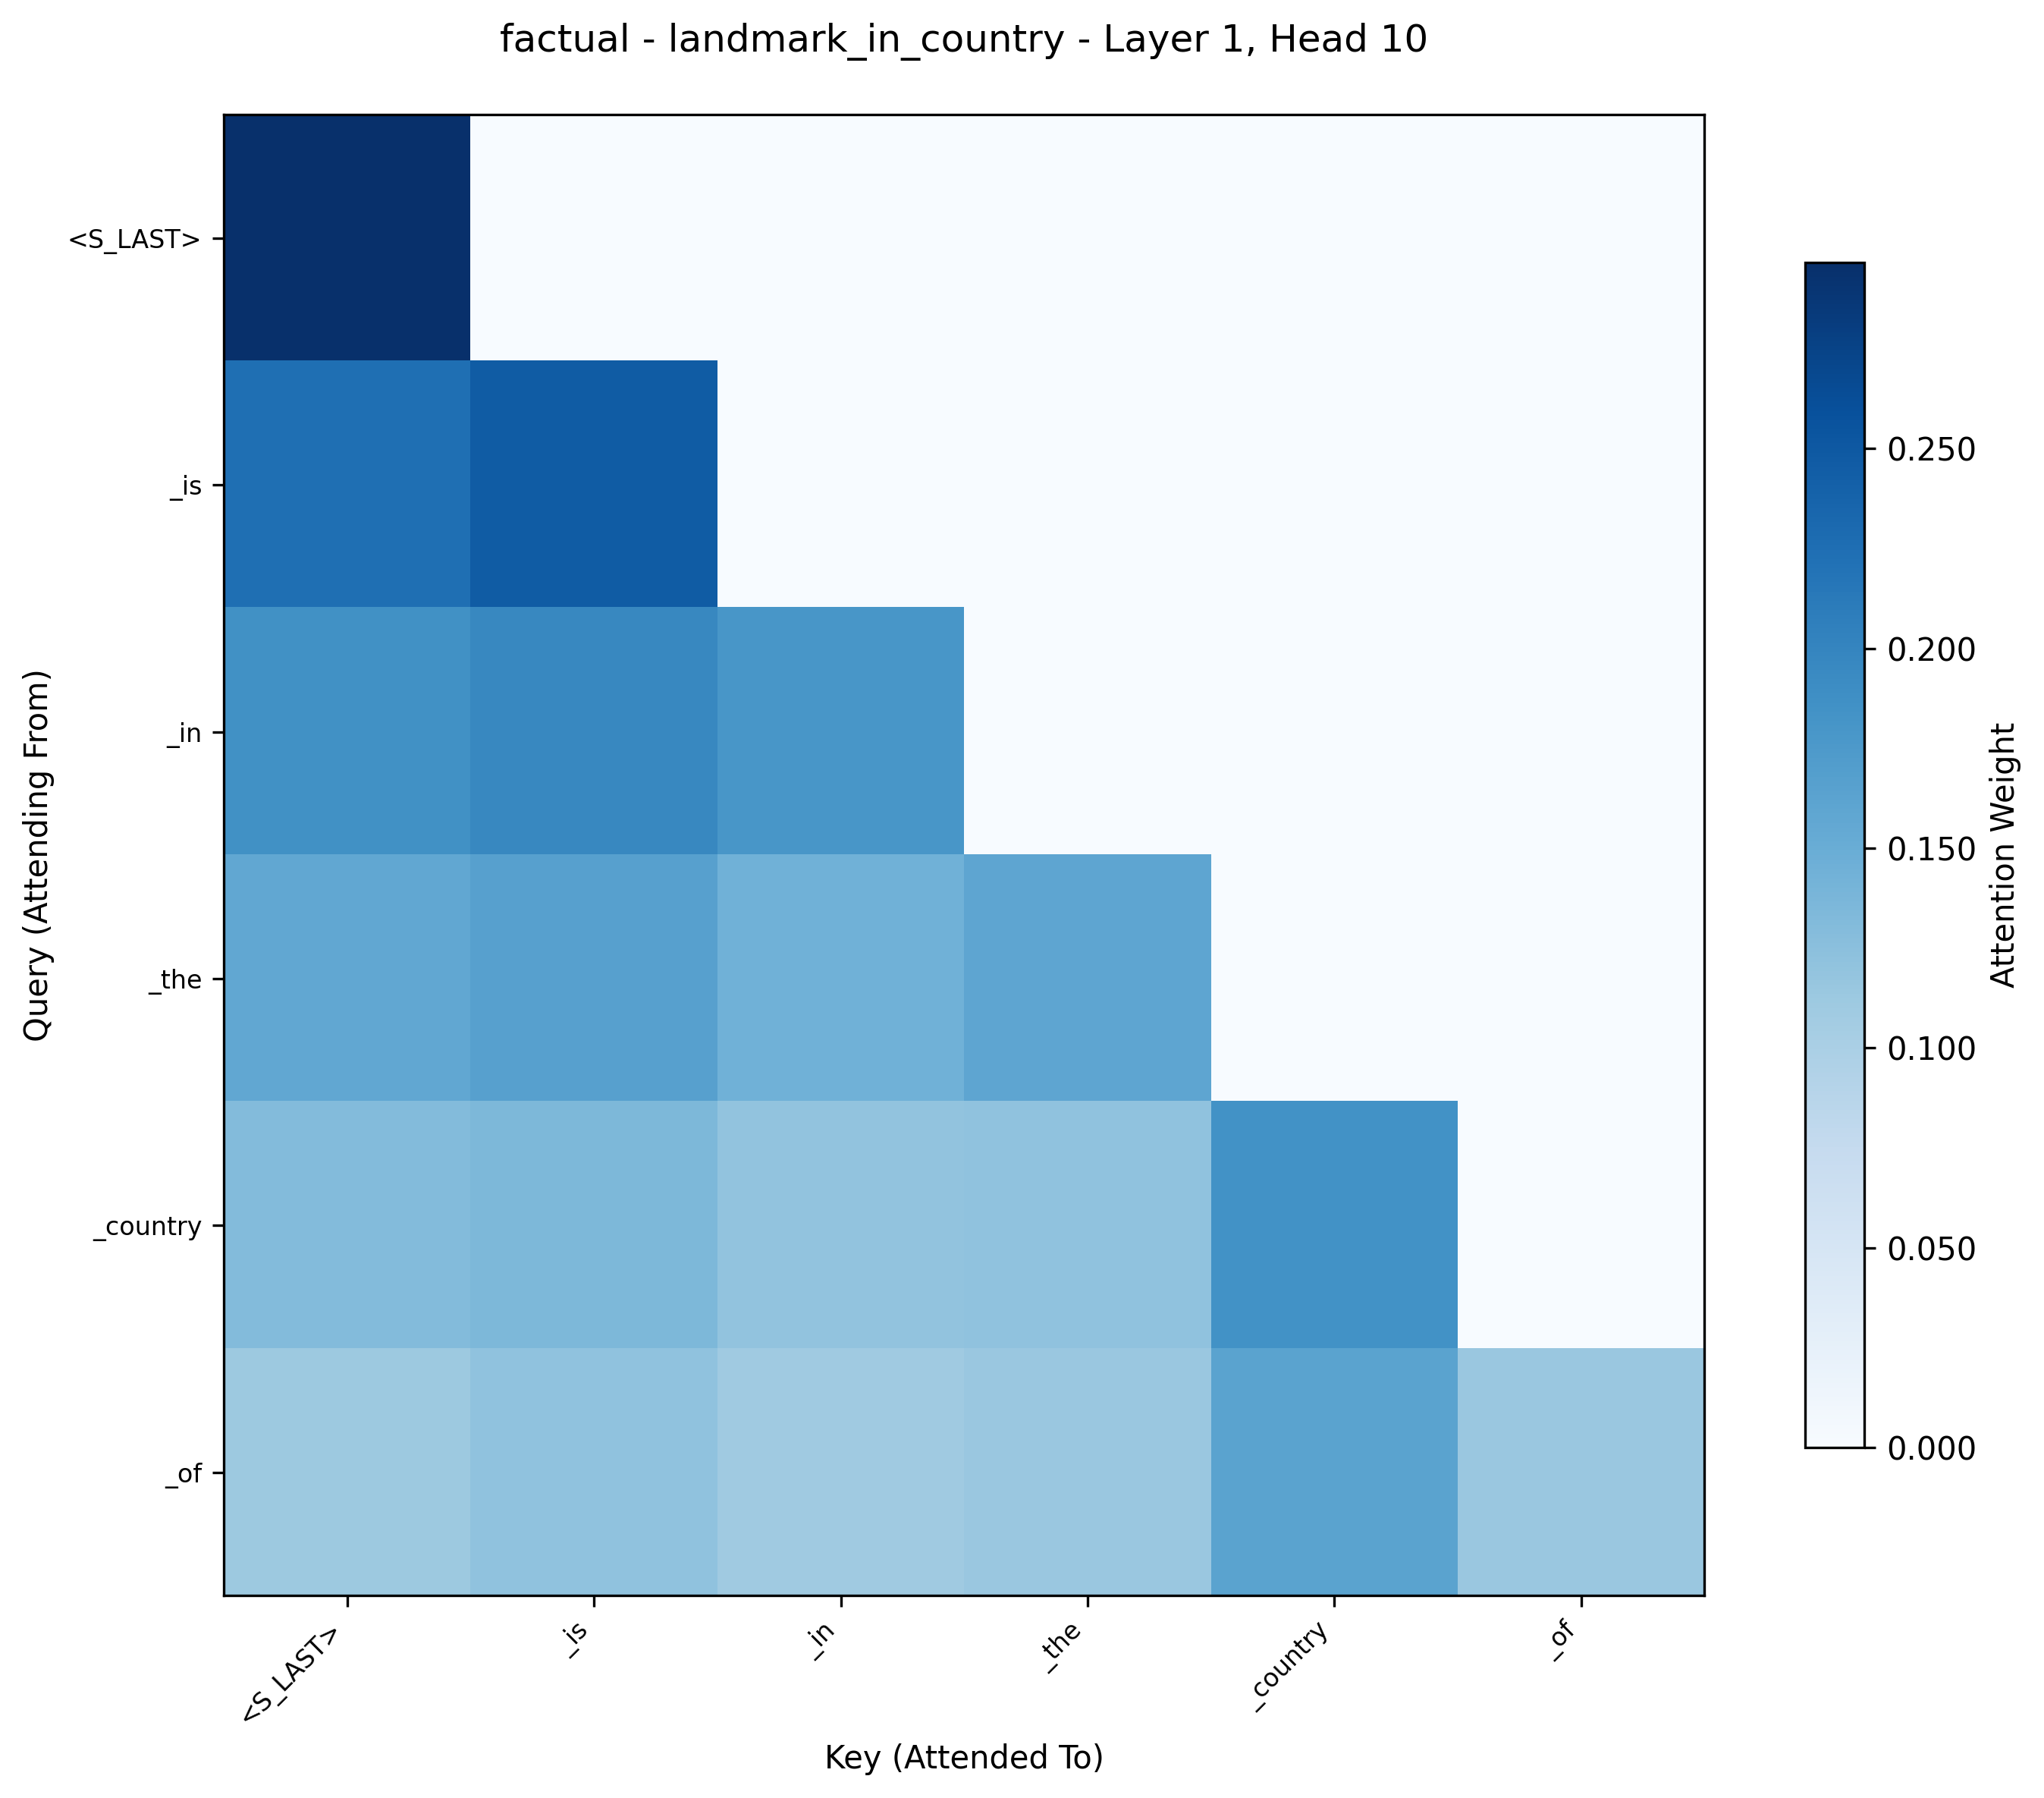 factual - landmark_in_country - Layer 1, Head 10
Query (Attending From)
<S_LAST>
_is
_in
_the
_country
_of
<S_LAST>
_is
_in
_the
_country
_of
Key (Attended To)
0.250
0.200
0.150
0.100
0.050
0.000
Attention Weight